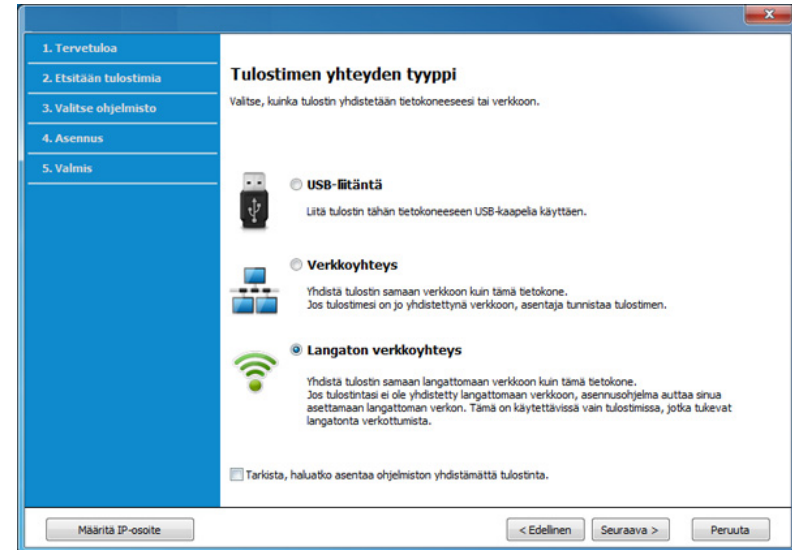 1. Tervetuloa
2. Etsitään tulostimia
3. Valitse ohjelmisto
4. Asennus
5. Valmis
Tulostimen yhteyden tyyppi
Valitse, kuinka tulostin yhdistetään tietokoneeseesi tai verkkoon.
USB-liitäntä
Liitä tulostin tähän tietokoneeseen USB-kaapelia käyttäen.
Verkkoyhteys
Yhdistä tulostin samaan verkkoon kuin tämä tietokone.
Jos tulostimesi on jo yhdistettynä verkkoon, asentaja tunnistaa tulostimen.
Langaton verkkoyhteys
Yhdistä tulostin samaan langattomaan verkkoon kuin tämä tietokone.
Jos tulostintasi ei ole yhdistetty langattomaan verkkoon, asennusohjelma auttaa sinua
asettamaan langattoman verkon. Tämä on käytettävissä vain tulostimissa, jotka tukevat
langatonta verkottumista.
Tarkista, haluatko asentaa ohjelmiston yhdistämättä tulostinta.
Määritä IP-osoite
< Edellinen
Seuraava >
Peruuta